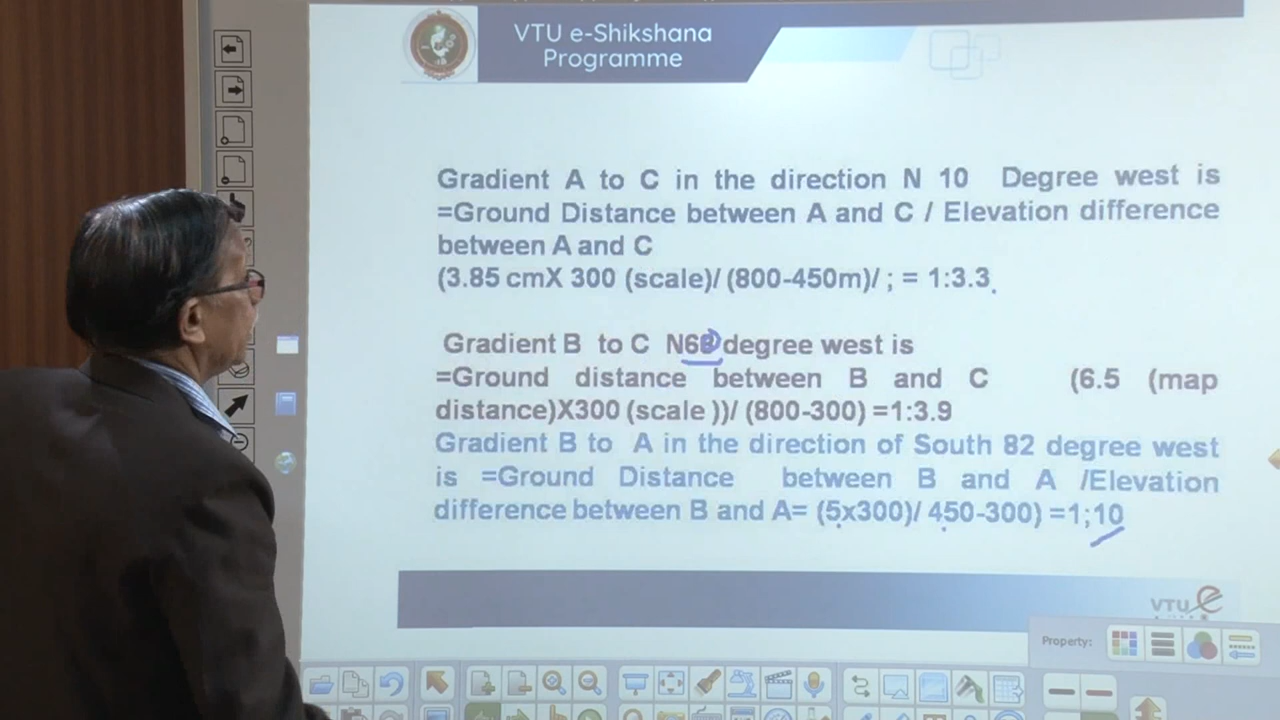 VTU e-Shikshana
Programme
Gradient A to C in the direction N 10 Degree west is
=Ground Distance between A and C / Elevation difference
between A and C
(3.85 cmX 300 (scale)/ (800-450m)/ ; = 1:3.3
Gradient B to C degree west is
=Ground distance between B and C (6.5 (map
distance)X300 (scale ))/ (800-300) =1:3.9
Gradient B to A in the direction of South 82 degree west
is =Ground Distance between B and A /Elevation
difference between B and A= (5x300)/ 450-300) =1;10
VTU e
Property: